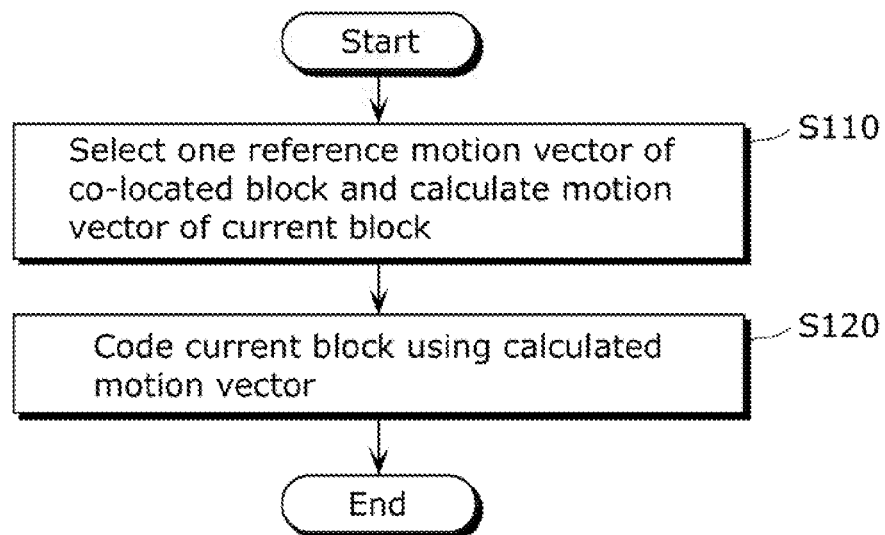 Start
S110
Select one reference motion vector of
co-located block and calculate motion
vector of current block
S120
Code current block using calculated
motion vector
End